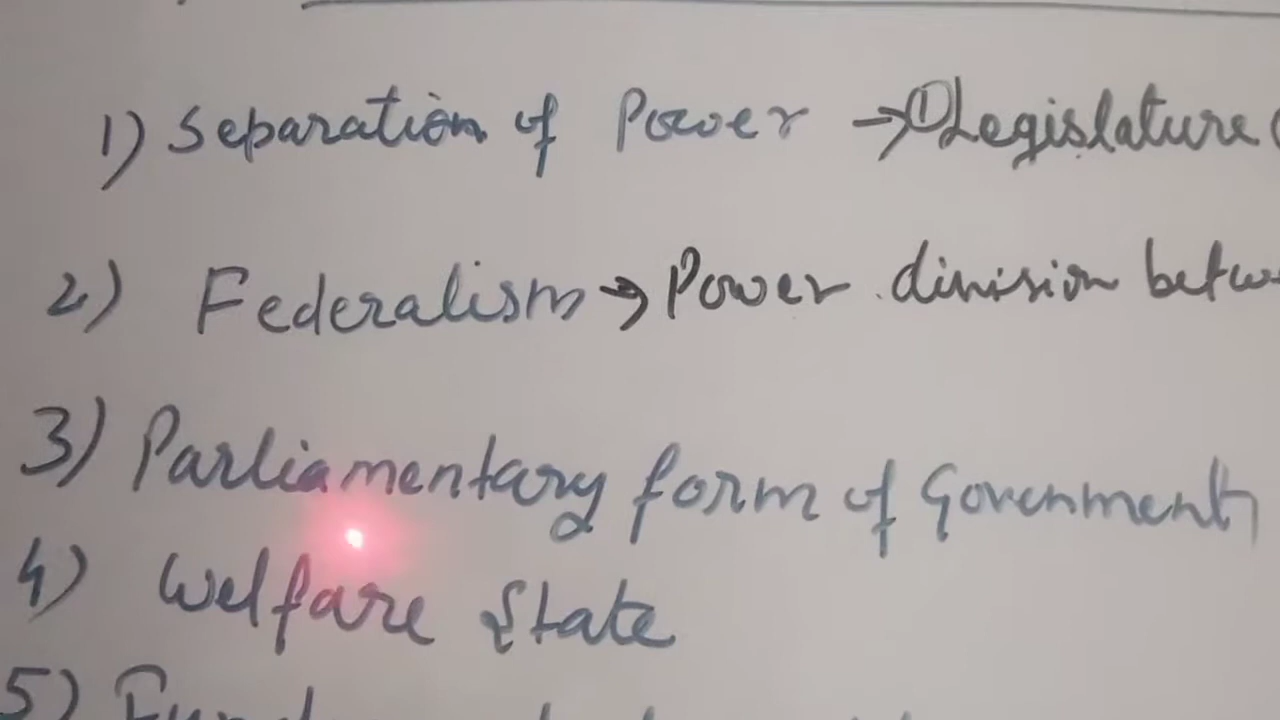 1) Separation of Power → ① Legislature (
2) Federalism → Power division
3) Parliamentary form of Government
4) Welfare State
5)